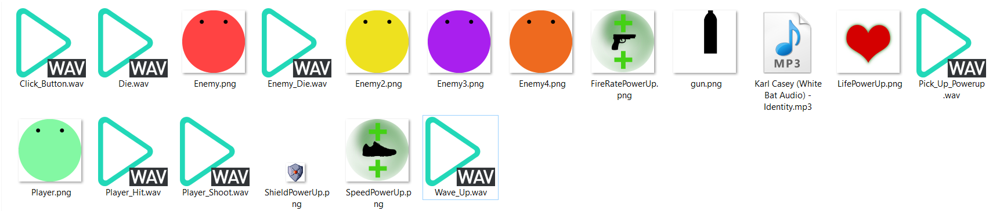 WAV
WAV
WAV
MP3
WAV
Click_Button.wav
Die.wav
Enemy.png
Enemy_Die.wav
Enemy2.png
Enemy3.png
Enemy4.png
FireRatePowerUp.
png
gun.png
Karl Casey (White
Bat Audio) -
Identity.mp3
LifePowerUp.png
Pick_Up_Powerup
.wav
WAV
WAV
WAV
Player.png
Player_Hit.wav
Player_Shoot.wav
ShieldPowerUp.p
ng
SpeedPowerUp.p
ng
Wave_Up.wav